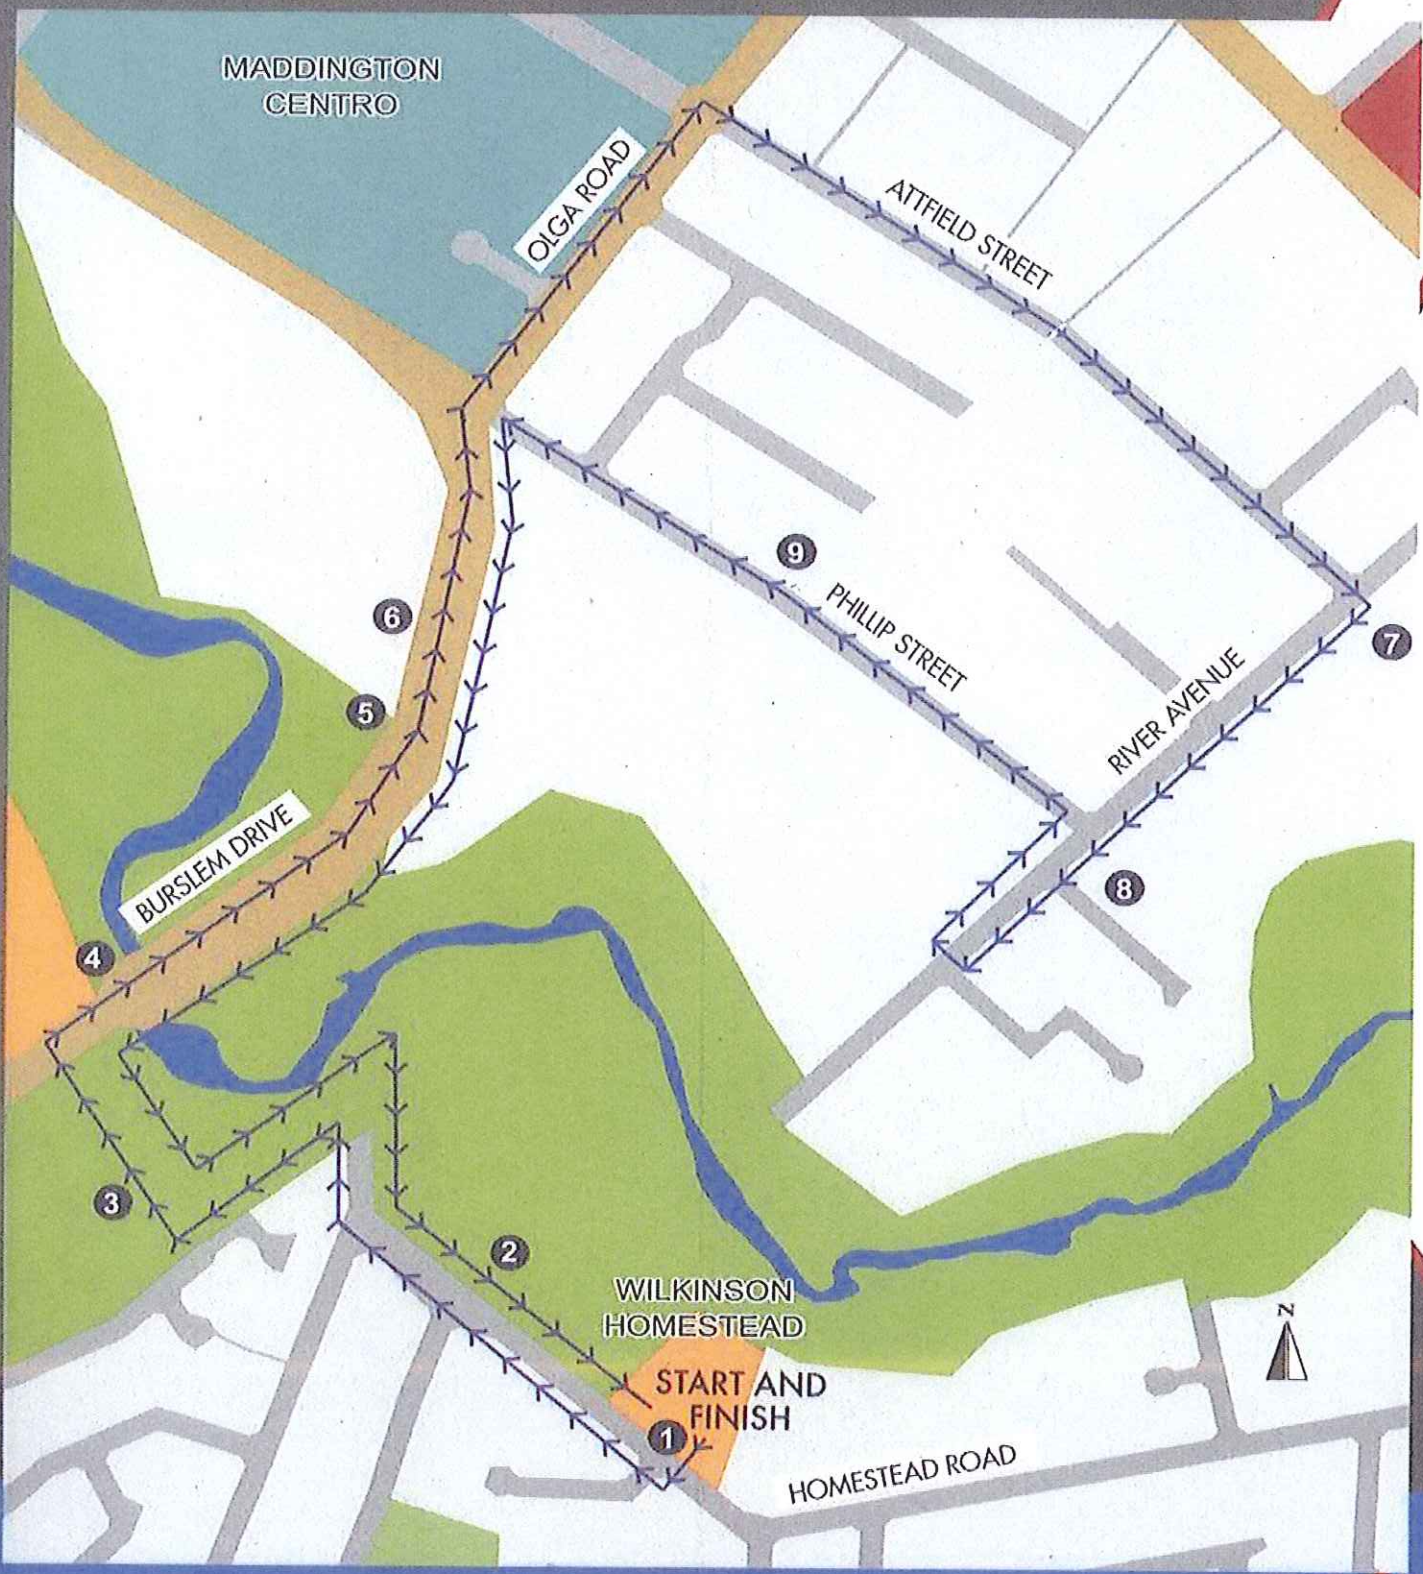 MADDINGTON
CENTRO
OLGA ROAD
ATTFIELD STREET
9
PHILLIP STREET
6
7
RIVER AVENUE
5
8
BURSLEM DRIVE
4
3
2
WILKINSON
HOMESTEAD
N
START AND
FINISH
1
HOMESTEAD ROAD